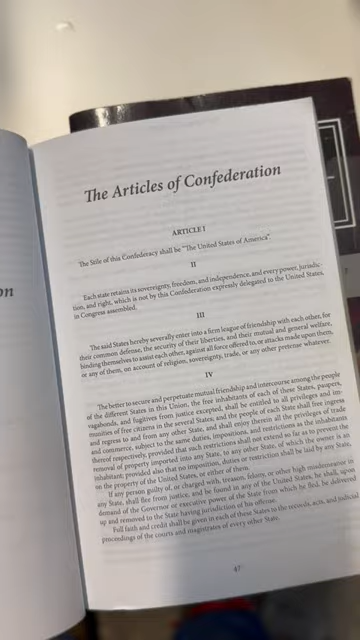 on
The Articles of Confederation
ARTICLE I
The Stile of this Confederacy shall be "The United States of America".
II
Each state retains its sovereignty, freedom, and independence, and every power, jurisdic-
tion, and right, which is not by this Confederation expressly delegated to the United States,
in Congress assembled.
III
The said States hereby severally enter into a firm league of friendship with each other, for
their common defense, the security of their liberties, and their mutual and general welfare,
binding themselves to assist each other, against all force offered to, or attacks made upon them,
or any of them, on account of religion, sovereignty, trade, or any other pretense whatever.
IV
The better to secure and perpetuate mutual friendship and intercourse among the people
of the different States in this Union, the free inhabitants of each of these States, paupers,
vagabonds, and fugitives from justice excepted, shall be entitled to all privileges and im-
munities of free citizens in the several States; and the people of each State shall free ingress
and regress to and from any other State, and shall enjoy therein all the privileges of trade
and commerce, subject to the same duties, impositions, and restrictions as the inhabitants
thereof respectively, provided that such restrictions shall not extend so far as to prevent the
removal of property imported into any State, to any other State, of which the owner is an
inhabitant; provided also that no imposition, duties or restriction shall be laid by any State,
on the property of the United States, or either of them.
If any person guilty of, or charged with, treason, felony, or other high misdemeanor in
any State, shall flee from justice, and be found in any of the United States, he shall, upon
demand of the Governor or executive power of the State from which he fled, be delivered
up and removed to the State having jurisdiction of his offense.
Full faith and credit shall be given in each of these States to the records, acts, and judicial
proceedings of the courts and magistrates of every other State.
47